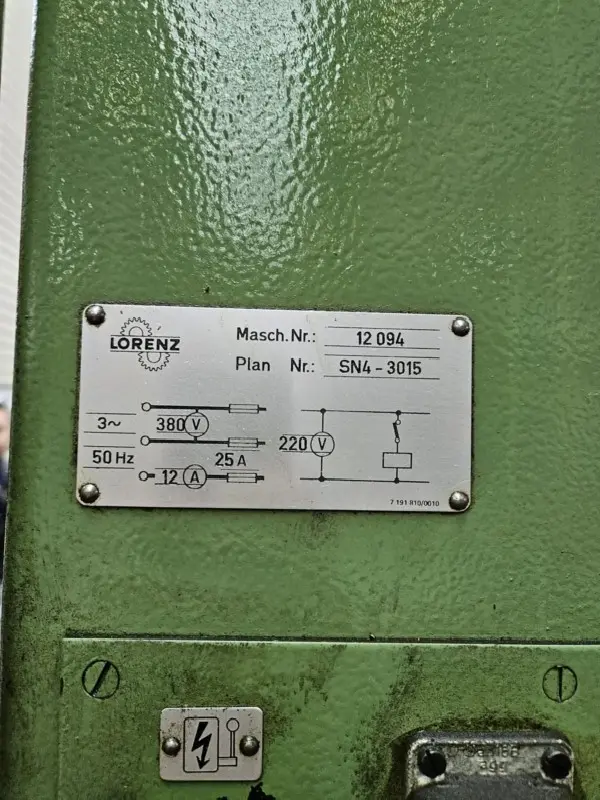 LORENZ
Masch.Nr.: 12 094
Plan Nr.: SN4-3015
3~ 380 V 220 V
50 Hz 25 A
12 A
7 191 810/0010